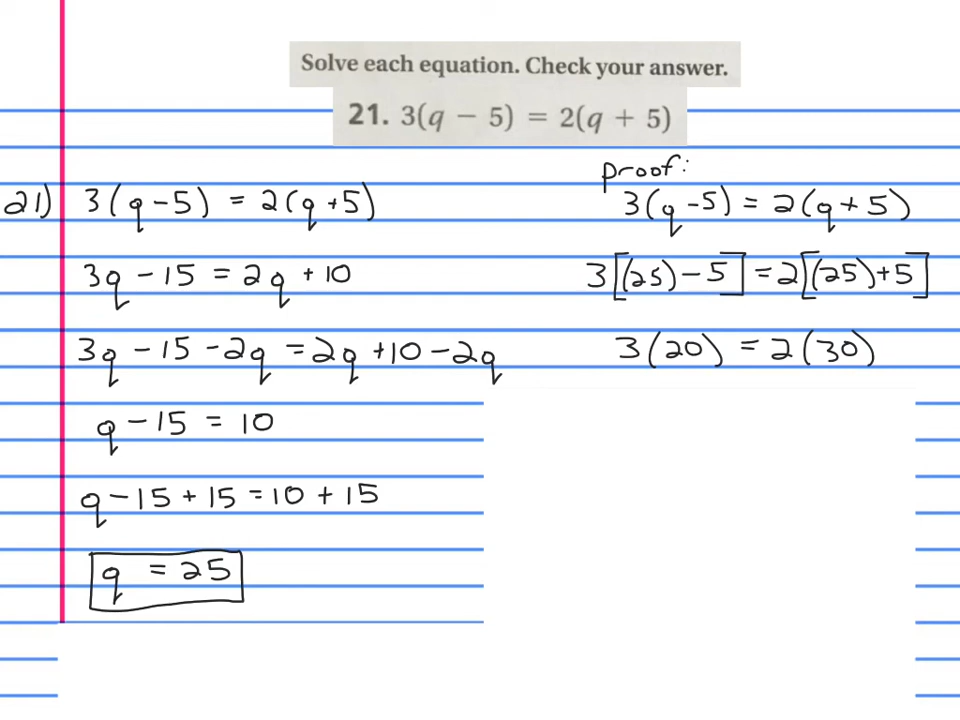 Solve each equation. Check your answer.
21. 3(q − 5) = 2(q + 5)
21) 3(q - 5) = 2(q + 5)
3q - 15 = 2q + 10
3q - 15 - 2q = 2q + 10 - 2q
q - 15 = 10
q - 15 + 15 = 10 + 15
q = 25
proof:
3(q - 5) = 2(q + 5)
3[(25) - 5] = 2[(25) + 5]
3(20) = 2(30)